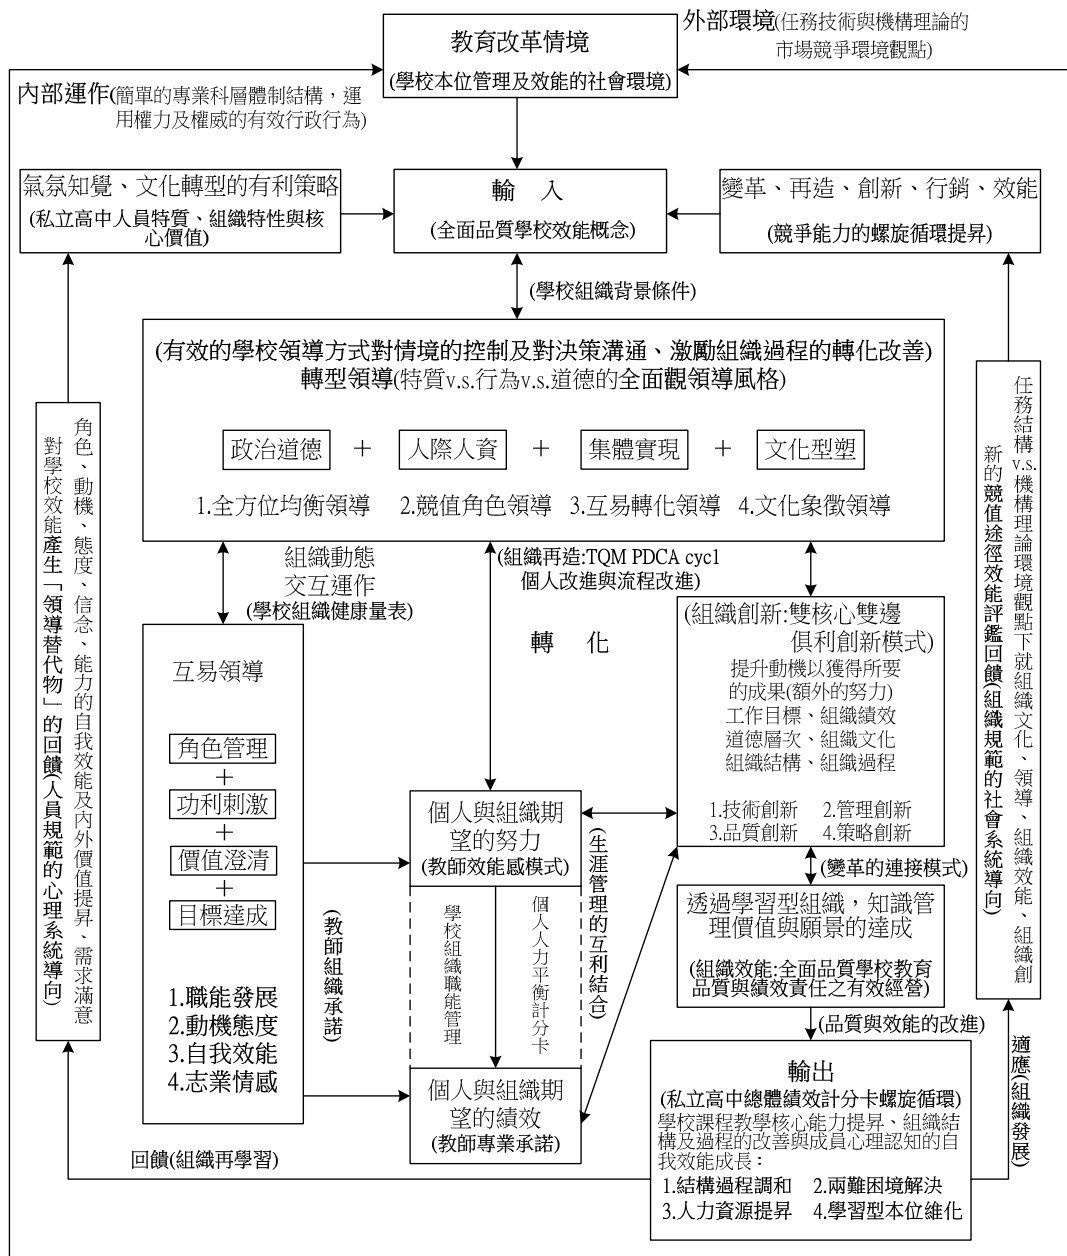 外部環境(任務技術與機構理論的
市場競爭環境觀點)
教育改革情境
(學校本位管理及效能的社會環境)
內部運作(簡單的專業科層體制結構，運
用權力及權威的有效行政行為)
氣氛知覺、文化轉型的有利策略
(私立高中人員特質、組織特性與核
心價值)
輸 入
(全面品質學校效能概念)
變革、再造、創新、行銷、效能
(競爭能力的螺旋循環提昇)
(學校組織背景條件)
(有效的學校領導方式對情境的控制及對決策溝通、激勵組織過程的轉化改善)
轉型領導(特質v.s.行為v.s.道德的全面觀領導風格)
政治道德 + 人際人資 + 集體實現 + 文化型塑
1.全方位均衡領導 2.競值角色領導 3.互易轉化領導 4.文化象徵領導
角色、動機、態度、信念、能力的自我效能及內外價值提昇、需求滿意
對學校效能產生「領導替代物」的回饋(人員規範的心理系統導向)
任務結構v.s.機構理論環境觀點下就組織文化、領導、組織效能、組織創
新的競值途徑效能評鑑回饋(組織規範的社會系統導向)
組織動態
交互運作
(學校組織健康量表)
(組織再造:TQM PDCA cycl
個人改進與流程改進)
轉 化
互易領導
角色管理
+
功利刺激
+
價值澄清
+
目標達成
1.職能發展
2.動機態度
3.自我效能
4.志業情感
(教師組織承諾)
個人與組織期
望的努力
(教師效能感模式)
學校組織職能管理
個人人力平衡計分卡
個人與組織期
望的績效
(教師專業承諾)
(生涯管理的互利結合)
(組織創新:雙核心雙邊
俱利創新模式)
提升動機以獲得所要
的成果(額外的努力)
工作目標、組織績效
道德層次、組織文化
組織結構、組織過程
1.技術創新 2.管理創新
3.品質創新 4.策略創新
(變革的連接模式)
透過學習型組織，知識管
理價值與願景的達成
(組織效能:全面品質學校教育
品質與績效責任之有效經營)
(品質與效能的改進)
輸出
(私立高中總體績效計分卡螺旋循環)
學校課程教學核心能力提昇、組織結
構及過程的改善與成員心理認知的自
我效能成長：
1.結構過程調和 2.兩難困境解決
3.人力資源提昇 4.學習型本位維化
適應(組織發展)
回饋(組織再學習)